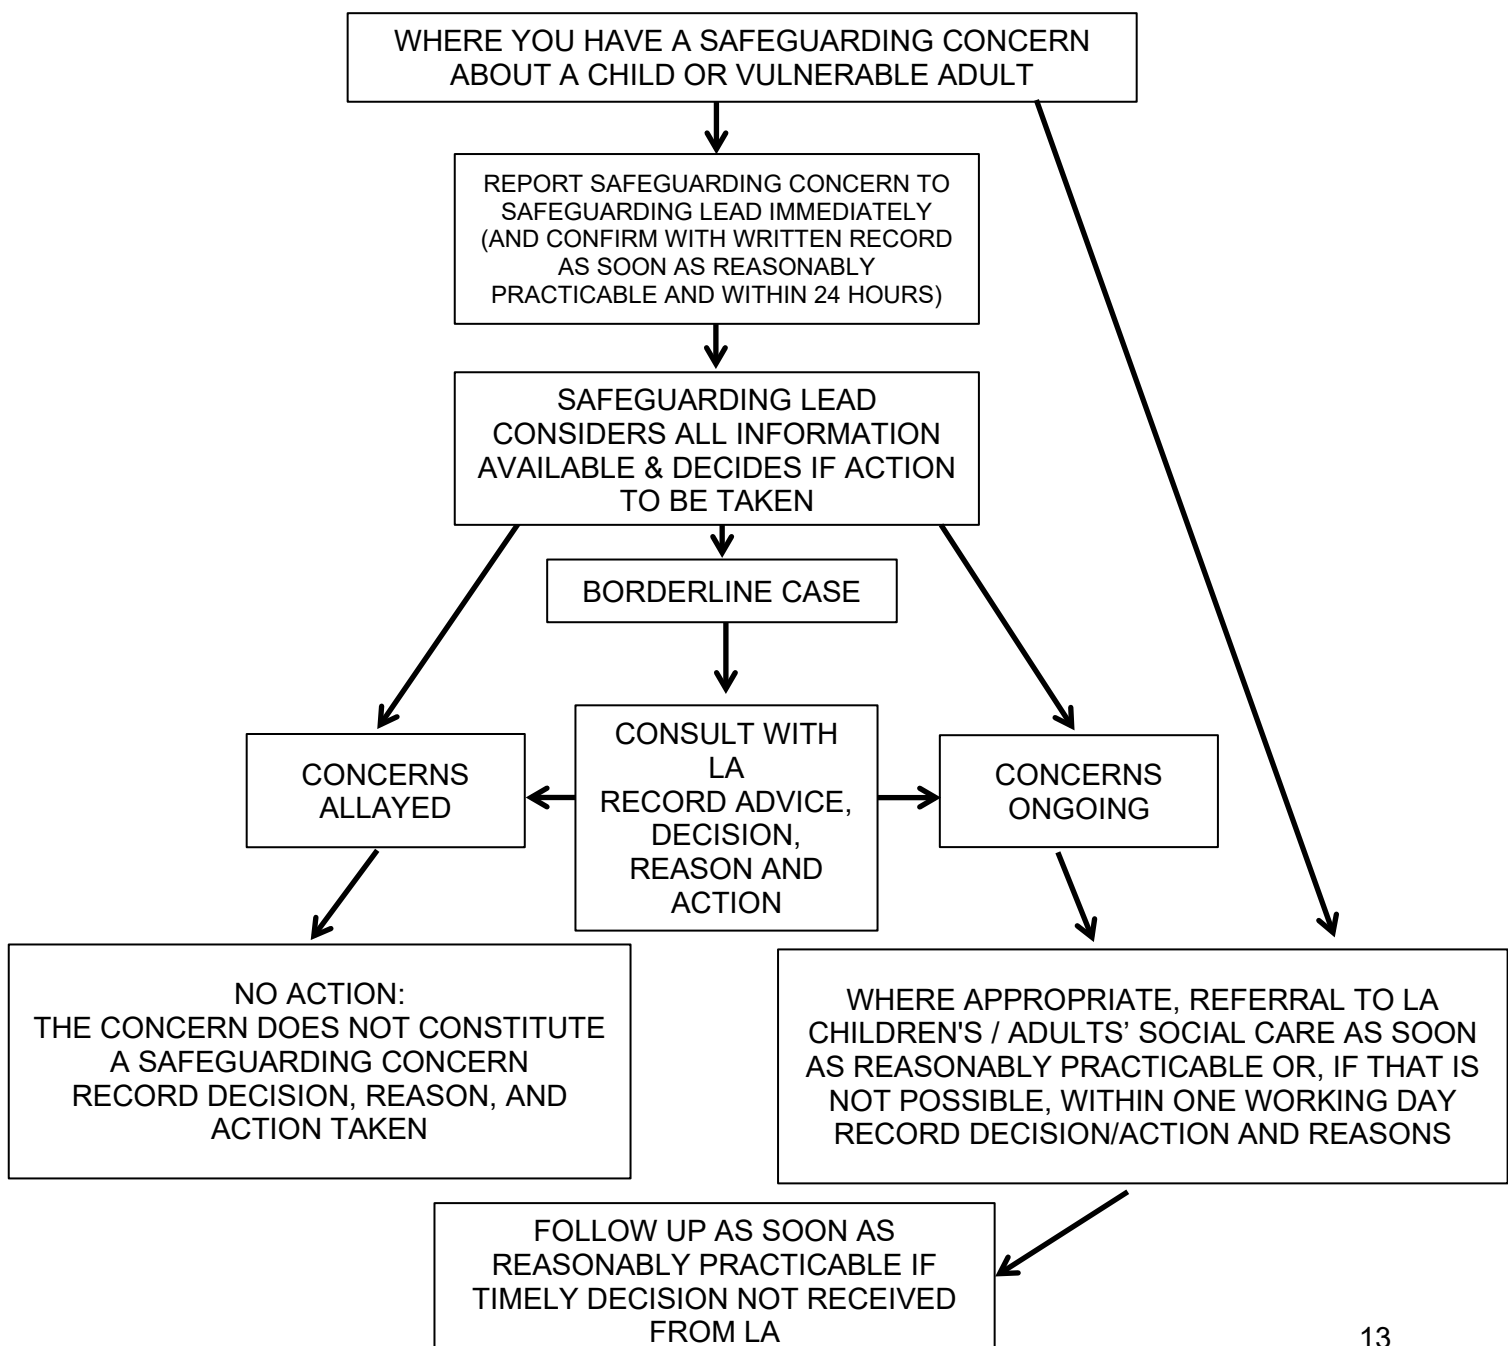 WHERE YOU HAVE A SAFEGUARDING CONCERN
ABOUT A CHILD OR VULNERABLE ADULT
REPORT SAFEGUARDING CONCERN TO
SAFEGUARDING LEAD IMMEDIATELY
(AND CONFIRM WITH WRITTEN RECORD
AS SOON AS REASONABLY
PRACTICABLE AND WITHIN 24 HOURS)
SAFEGUARDING LEAD
CONSIDERS ALL INFORMATION
AVAILABLE & DECIDES IF ACTION
TO BE TAKEN
BORDERLINE CASE
CONCERNS
ALLAYED
CONSULT WITH
LA
RECORD ADVICE,
DECISION,
REASON AND
ACTION
CONCERNS
ONGOING
NO ACTION:
THE CONCERN DOES NOT CONSTITUTE
A SAFEGUARDING CONCERN
RECORD DECISION, REASON, AND
ACTION TAKEN
WHERE APPROPRIATE, REFERRAL TO LA
CHILDREN'S / ADULTS’ SOCIAL CARE AS SOON
AS REASONABLY PRACTICABLE OR, IF THAT IS
NOT POSSIBLE, WITHIN ONE WORKING DAY
RECORD DECISION/ACTION AND REASONS
FOLLOW UP AS SOON AS
REASONABLY PRACTICABLE IF
TIMELY DECISION NOT RECEIVED
FROM LA
13